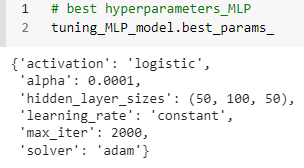 1 # best hyperparameters_MLP
2 tuning_MLP_model.best_params_
{'activation': 'logistic',
'alpha': 0.0001,
'hidden_layer_sizes': (50, 100, 50),
'learning_rate': 'constant',
'max_iter': 2000,
'solver': 'adam'}